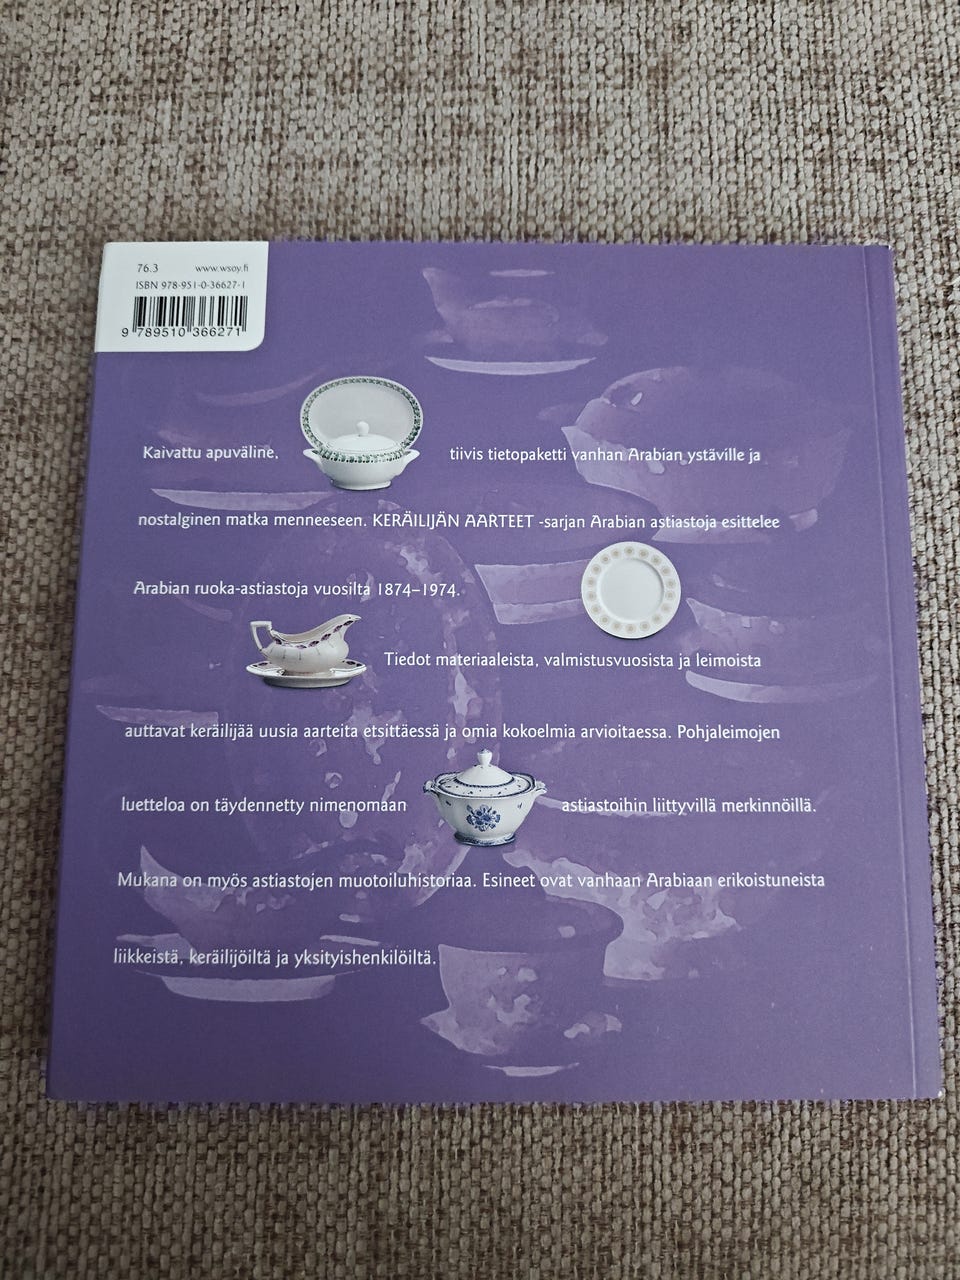 76.3 www.wsoy.fi
ISBN 978-951-0-36627-1
9 789510 366271
Kaivattu apuväline, tiivis tietopaketti vanhan Arabian ystäville ja
nostalginen matka menneeseen. KERÄILIJÄN AARTEET -sarjan Arabian astiastoja esittelee
Arabian ruoka-astiastoja vuosilta 1874–1974.
Tiedot materiaaleista, valmistusvuosista ja leimoista
auttavat keräilijää uusia aarteita etsittäessä ja omia kokoelmia arvioitaessa. Pohjaleimojen
luetteloa on täydennetty nimenomaan astiastoihin liittyvillä merkinnöillä.
Mukana on myös astiastojen muotoiluhistoriaa. Esineet ovat vanhaan Arabiaan erikoistuneista
liikkeistä, keräilijöiltä ja yksityishenkilöiltä.